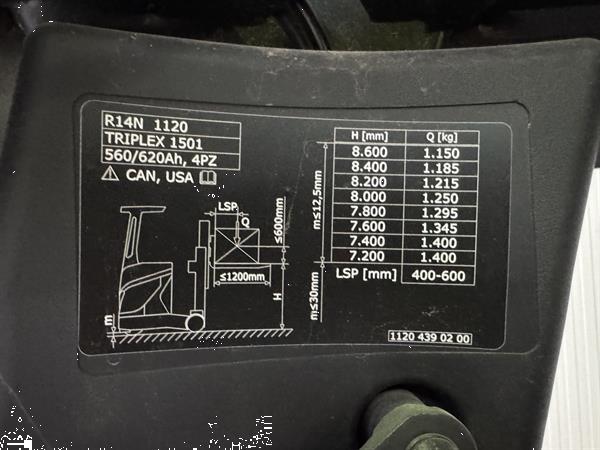 R14N 1120
TRIPLEX 1501
560/620Ah, 4PZ
CAN, USA
LSP
Q
≤600mm
≤1200mm
H
E
m≤12,5mm
m≤30mm
H [mm] Q [kg]
8.600 1.150
8.400 1.185
8.200 1.215
8.000 1.250
7.800 1.295
7.600 1.345
7.400 1.400
7.200 1.400
LSP [mm] 400-600
1120 439 02 00